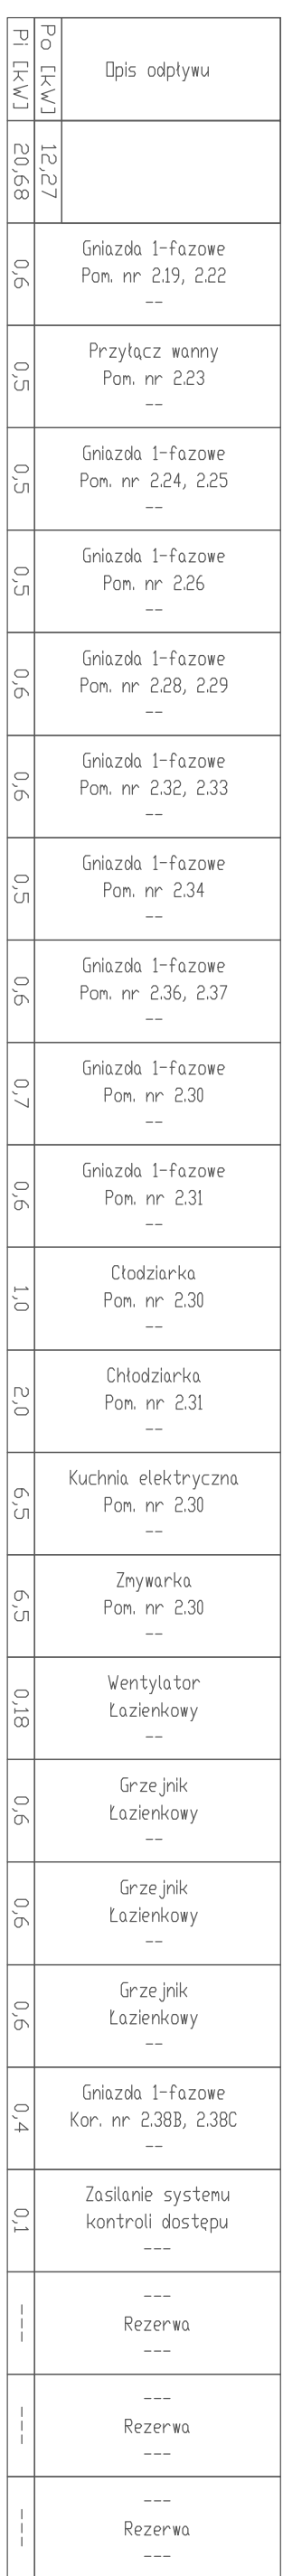 Pi [kW]
Po [kW]
Opis odpływu
20,68
12,27
0,6
Gniazda 1-fazowe
Pom. nr 2.19, 2.22
--
0,5
Przyłącz wanny
Pom. nr 2.23
--
0,5
Gniazda 1-fazowe
Pom. nr 2.24, 2.25
--
0,5
Gniazda 1-fazowe
Pom. nr 2.26
--
0,6
Gniazda 1-fazowe
Pom. nr 2.28, 2.29
--
0,6
Gniazda 1-fazowe
Pom. nr 2.32, 2.33
--
0,5
Gniazda 1-fazowe
Pom. nr 2.34
--
0,6
Gniazda 1-fazowe
Pom. nr 2.36, 2.37
--
0,7
Gniazda 1-fazowe
Pom. nr 2.30
--
0,6
Gniazda 1-fazowe
Pom. nr 2.31
--
1,0
Cłodziarka
Pom. nr 2.30
--
2,0
Chłodziarka
Pom. nr 2.31
--
6,5
Kuchnia elektryczna
Pom. nr 2.30
--
6,5
Zmywarka
Pom. nr 2.30
--
0,18
Wentylator
Łazienkowy
--
0,6
Grzejnik
Łazienkowy
--
0,6
Grzejnik
Łazienkowy
--
0,6
Grzejnik
Łazienkowy
--
0,4
Gniazda 1-fazowe
Kor. nr 2.38B, 2.38C
--
0,1
Zasilanie systemu
kontroli dostępu
---
---
---
Rezerwa
---
---
---
Rezerwa
---
---
---
Rezerwa
---